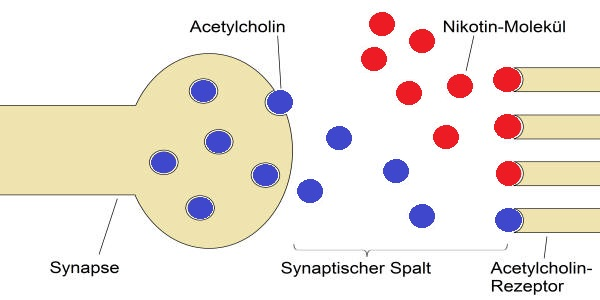 Acetylcholin
Nikotin-Molekül
Synapse
Synaptischer Spalt
Acetylcholin-
Rezeptor